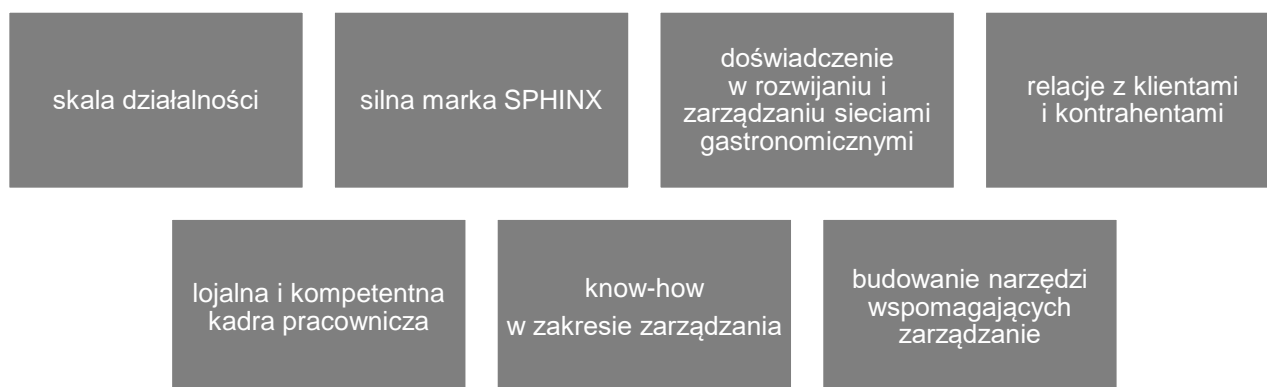 skala działalności
silna marka SPHINX
doświadczenie
w rozwijaniu i
zarządzaniu sieciami
gastronomicznymi
relacje z klientami
i kontrahentami
lojalna i kompetentna
kadra pracownicza
know-how
w zakresie zarządzania
budowanie narzędzi
wspomagających
zarządzanie